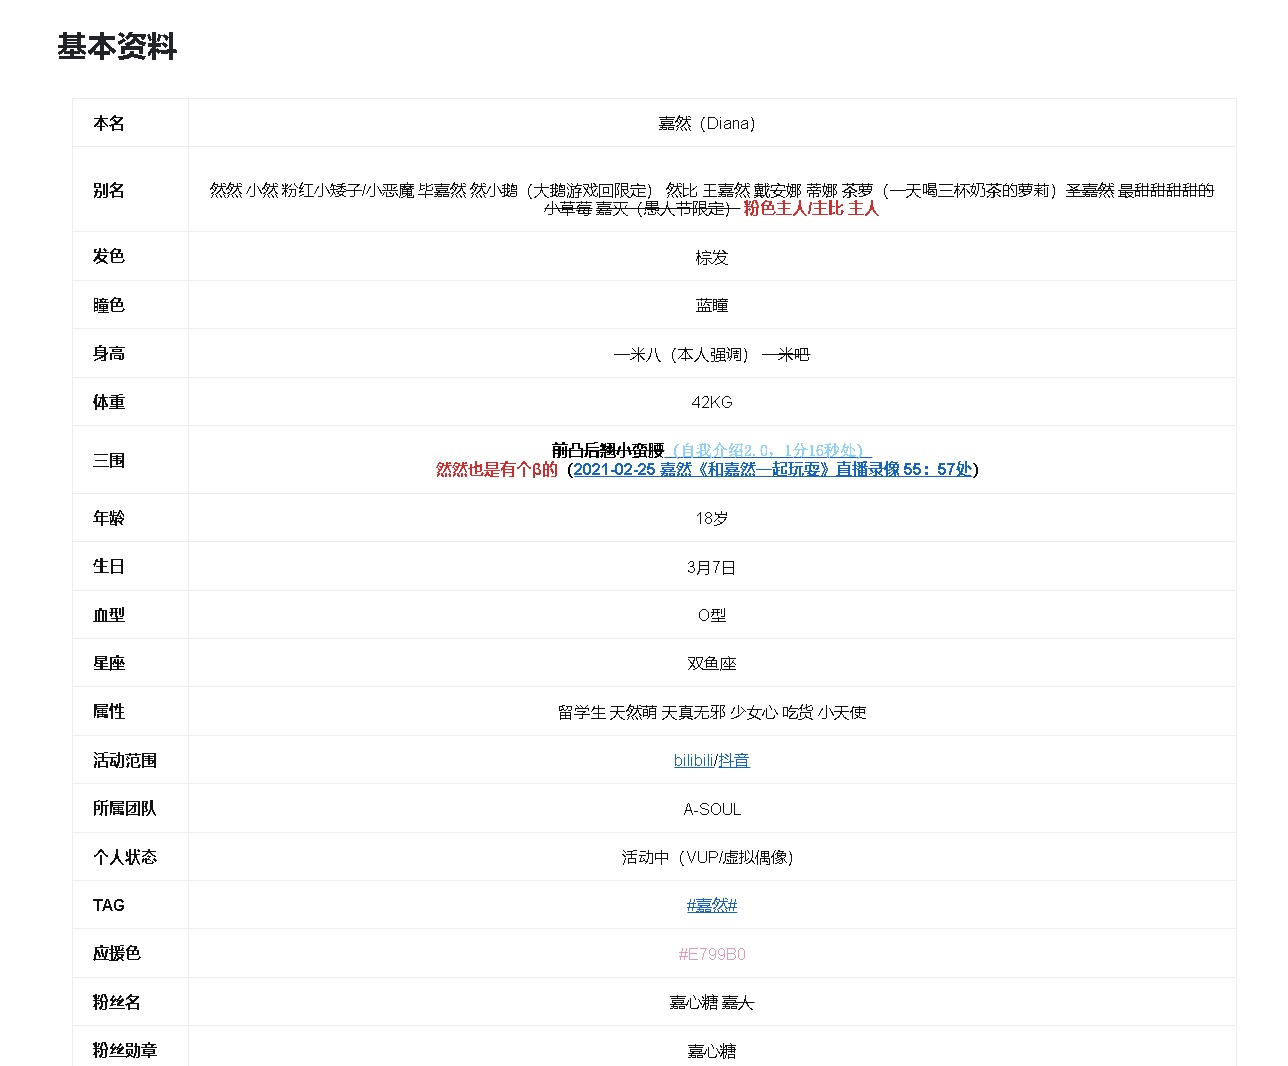 基本资料
本名 嘉然（Diana）
别名 然然 小然 粉红小矮子/小恶魔 毕嘉然 然小鹅（大鹅游戏回限定） 然比 王嘉然 戴安娜 蒂娜 茶萝（一天喝三杯奶茶的萝莉）圣嘉然 最甜甜甜甜的
小草莓 嘉灭（愚人节限定） 粉色主人/主比 主人
发色 棕发
瞳色 蓝瞳
身高 一米八（本人强调） 一米吧
体重 42KG
三围 前凸后翘小蛮腰（自我介绍2.0，1分16秒处）
然然也是有个β的（2021-02-25 嘉然《和嘉然一起玩耍》直播录像 55：57处）
年龄 18岁
生日 3月7日
血型 O型
星座 双鱼座
属性 留学生 天然萌 天真无邪 少女心 吃货 小天使
活动范围 bilibili/抖音
所属团队 A-SOUL
个人状态 活动中（VUP/虚拟偶像）
TAG #嘉然#
应援色 #E799B0
粉丝名 嘉心糖 嘉人
粉丝勋章 嘉心糖